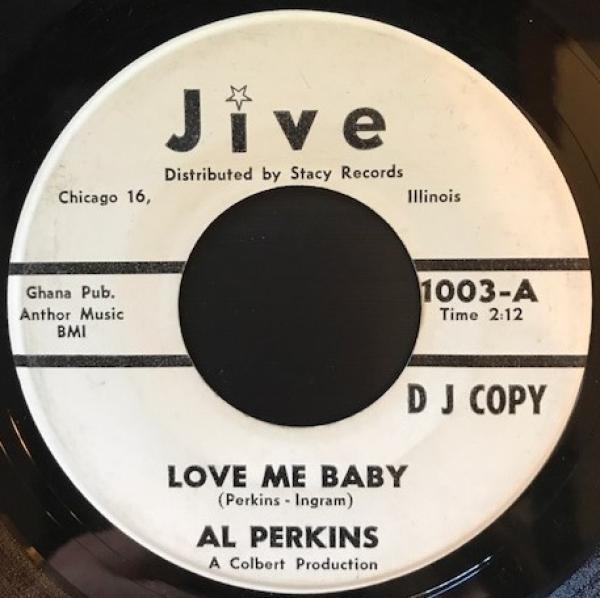 Jive
Distributed by Stacy Records
Chicago 16, Illinois
Ghana Pub.
Anthor Music
BMI
1003-A
Time 2:12
D J COPY
LOVE ME BABY
(Perkins - Ingram)
AL PERKINS
A Colbert Production